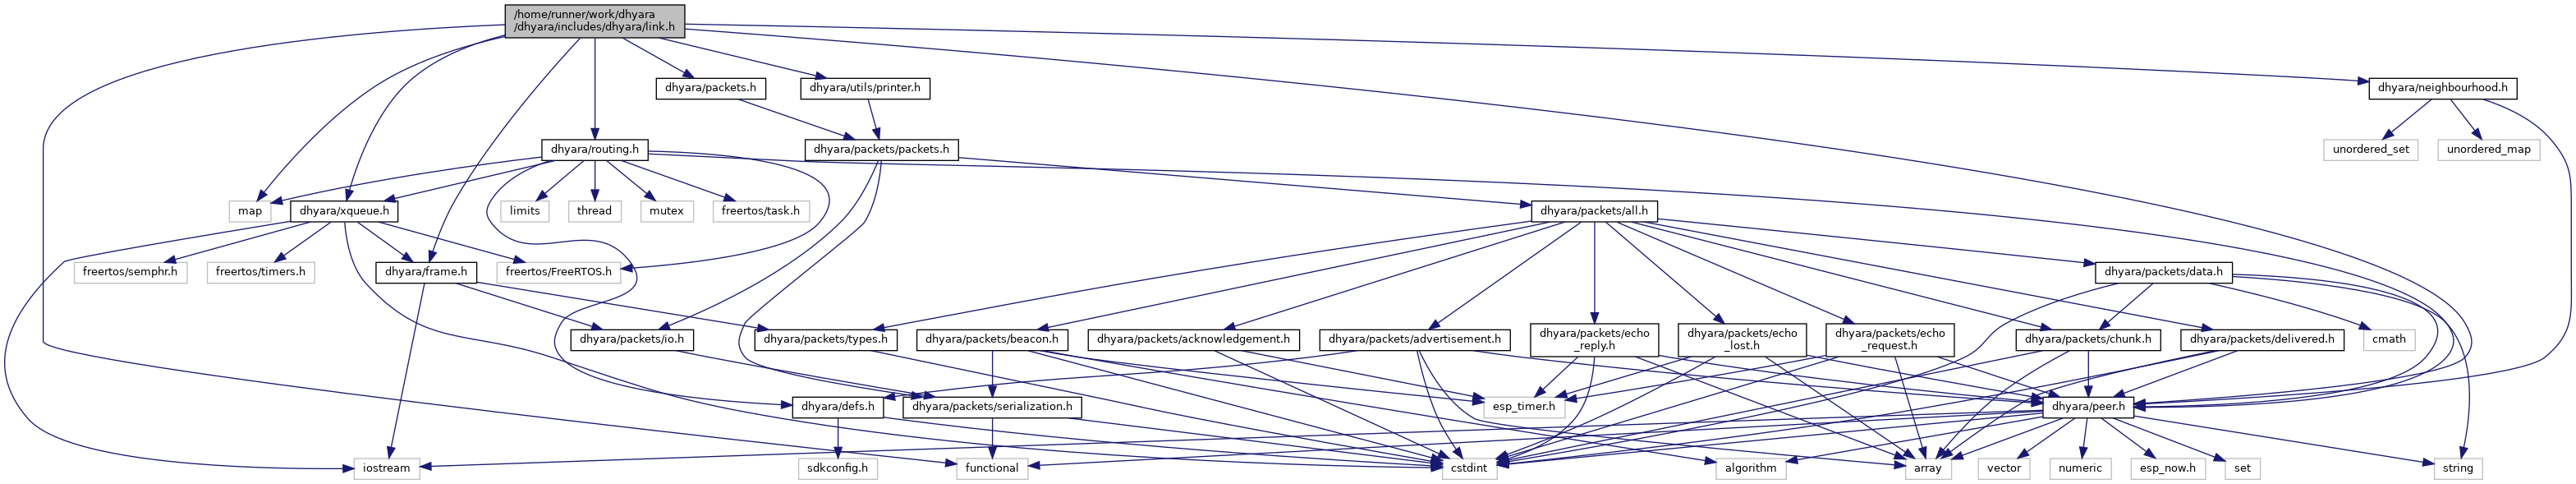 /home/runner/work/dhyara
/dhyara/includes/dhyara/link.h
dhyara/packets.h
dhyara/utils/printer.h
dhyara/neighbourhood.h
dhyara/routing.h
dhyara/packets/packets.h
unordered_set
unordered_map
map
dhyara/xqueue.h
limits
thread
mutex
freertos/task.h
dhyara/packets/all.h
freertos/semphr.h
freertos/timers.h
dhyara/frame.h
freertos/FreeRTOS.h
dhyara/packets/data.h
dhyara/packets/io.h
dhyara/packets/types.h
dhyara/packets/beacon.h
dhyara/packets/acknowledgement.h
dhyara/packets/advertisement.h
dhyara/packets/echo
_reply.h
dhyara/packets/echo
_lost.h
dhyara/packets/echo
_request.h
dhyara/packets/chunk.h
dhyara/packets/delivered.h
cmath
dhyara/defs.h
dhyara/packets/serialization.h
esp_timer.h
dhyara/peer.h
iostream
sdkconfig.h
functional
cstdint
algorithm
array
vector
numeric
esp_now.h
set
string